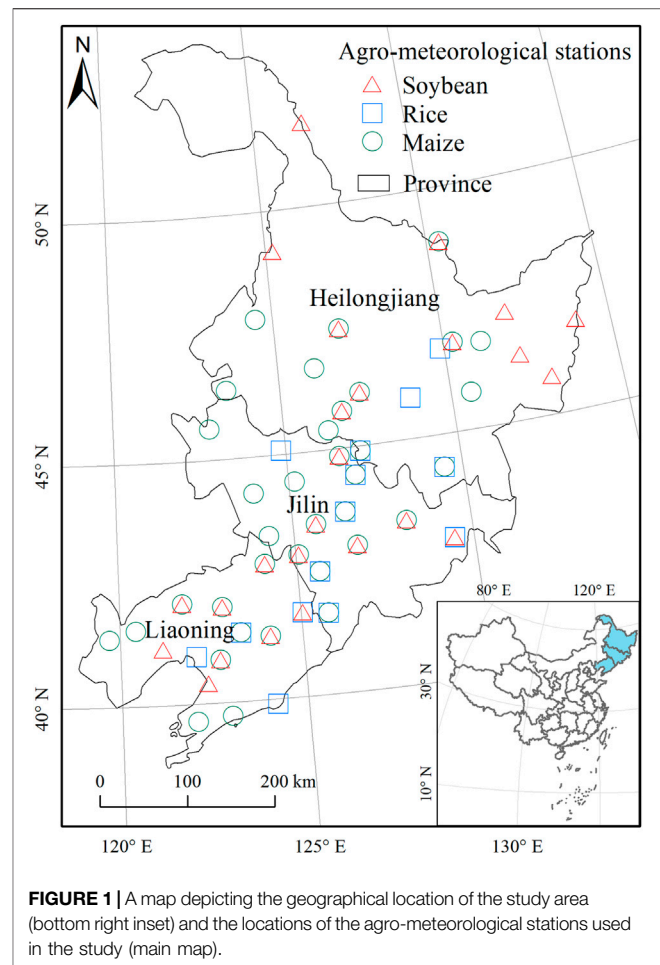 N
Agro-meteorological stations
Soybean
Rice
Maize
Province
50° N
Heilongjiang
45° N
Jilin
Liaoning
80° E 120° E
30° N
40° N
10° N
0 100 200 km
120° E 125° E 130° E
FIGURE 1 | A map depicting the geographical location of the study area
(bottom right inset) and the locations of the agro-meteorological stations used
in the study (main map).